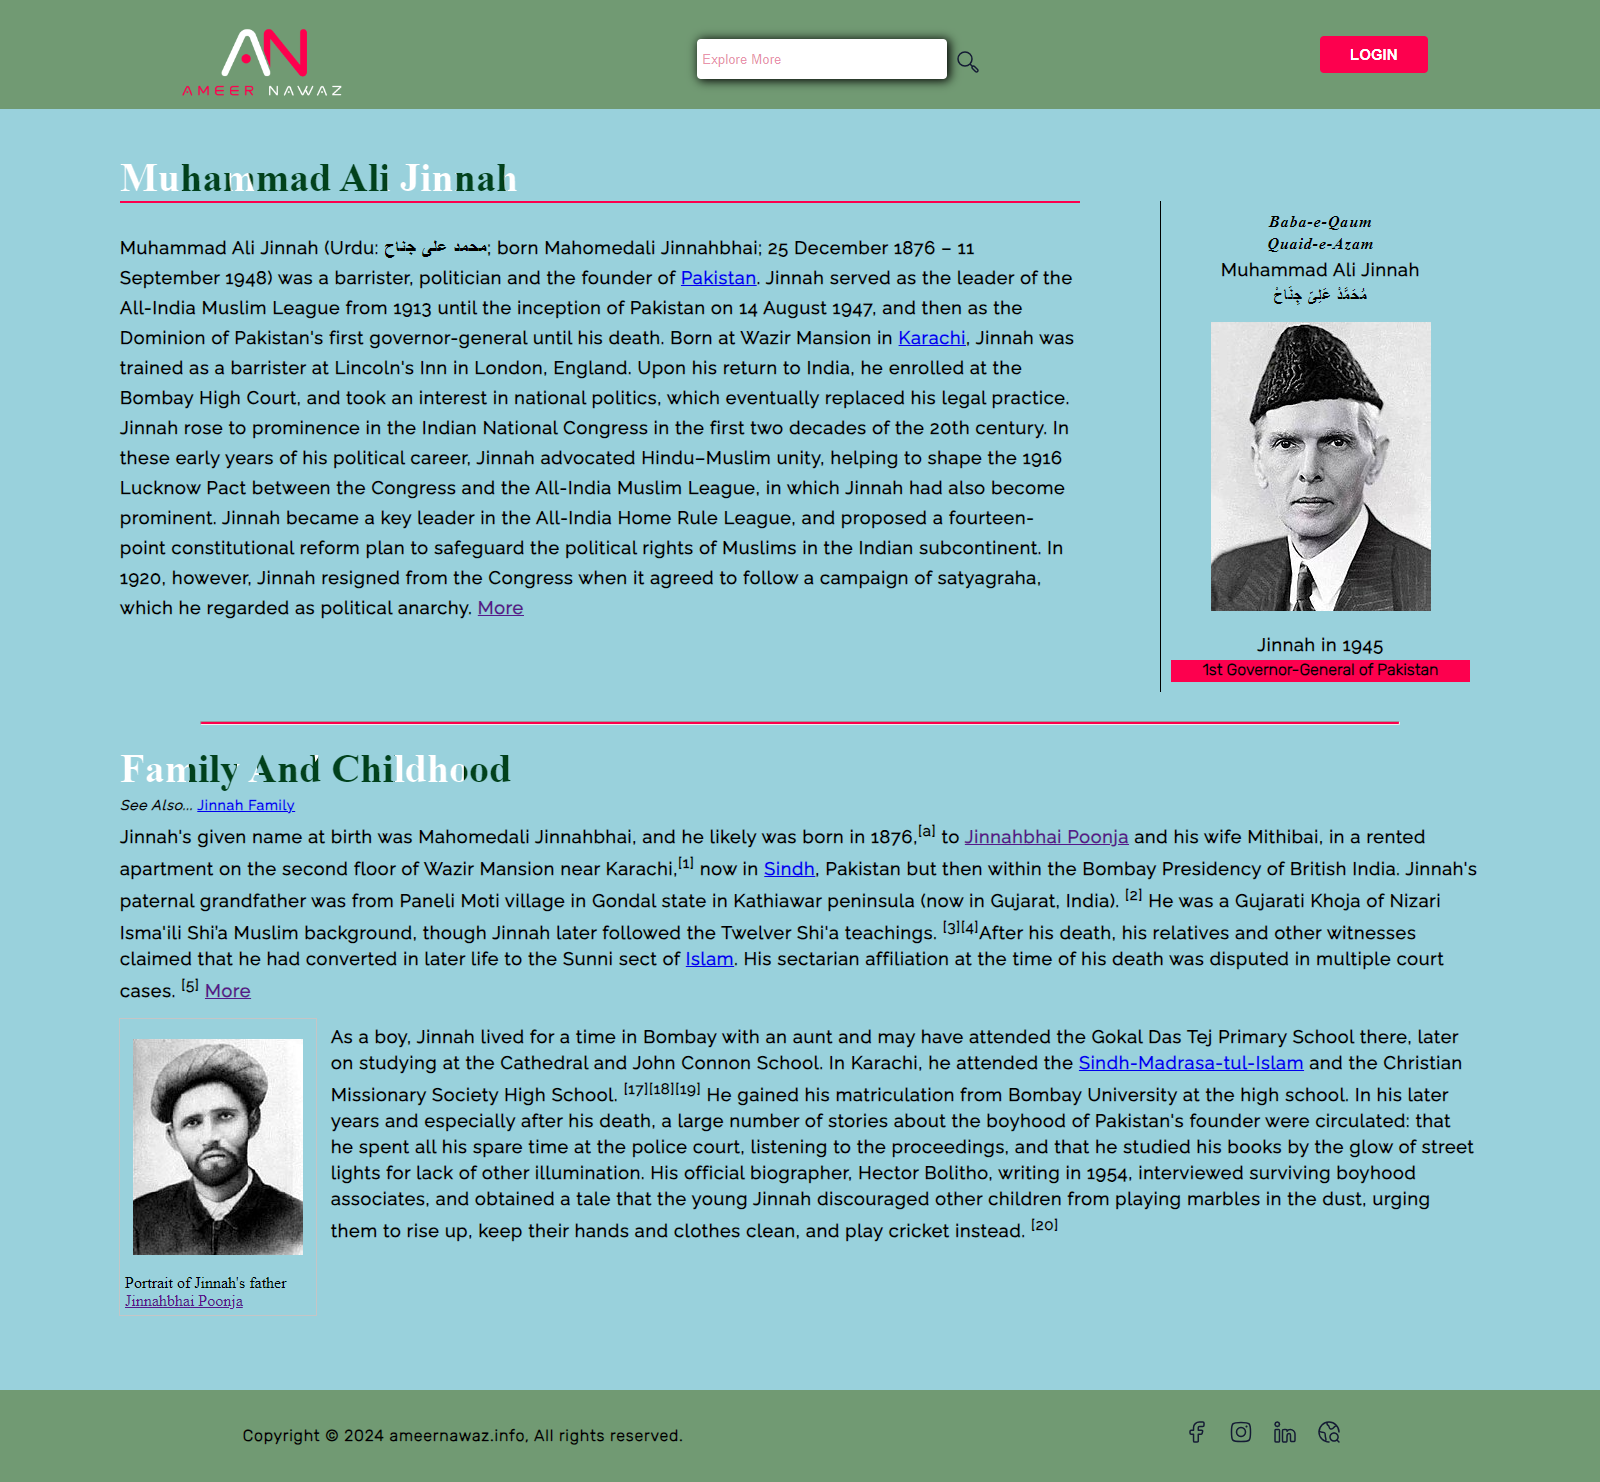 AN
AMEER NAWAZ
Explore More
LOGIN
Muhammad Ali Jinnah
Muhammad Ali Jinnah (Urdu: محمد علی جناح; born Mahomedali Jinnahbhai; 25 December 1876 – 11
September 1948) was a barrister, politician and the founder of Pakistan. Jinnah served as the leader of the
All-India Muslim League from 1913 until the inception of Pakistan on 14 August 1947, and then as the
Dominion of Pakistan's first governor-general until his death. Born at Wazir Mansion in Karachi, Jinnah was
trained as a barrister at Lincoln's Inn in London, England. Upon his return to India, he enrolled at the
Bombay High Court, and took an interest in national politics, which eventually replaced his legal practice.
Jinnah rose to prominence in the Indian National Congress in the first two decades of the 20th century. In
these early years of his political career, Jinnah advocated Hindu–Muslim unity, helping to shape the 1916
Lucknow Pact between the Congress and the All-India Muslim League, in which Jinnah had also become
prominent. Jinnah became a key leader in the All-India Home Rule League, and proposed a fourteen-
point constitutional reform plan to safeguard the political rights of Muslims in the Indian subcontinent. In
1920, however, Jinnah resigned from the Congress when it agreed to follow a campaign of satyagraha,
which he regarded as political anarchy. More
Baba-e-Qaum
Quaid-e-Azam
Muhammad Ali Jinnah
مُحَمَّدْ عَلِیْ جِنَاحْ
Jinnah in 1945
1st Governor-General of Pakistan
Family And Childhood
See Also... Jinnah Family
Jinnah's given name at birth was Mahomedali Jinnahbhai, and he likely was born in 1876,[a] to Jinnahbhai Poonja and his wife Mithibai, in a rented
apartment on the second floor of Wazir Mansion near Karachi,[1] now in Sindh, Pakistan but then within the Bombay Presidency of British India. Jinnah's
paternal grandfather was from Paneli Moti village in Gondal state in Kathiawar peninsula (now in Gujarat, India). [2] He was a Gujarati Khoja of Nizari
Isma'ili Shi'a Muslim background, though Jinnah later followed the Twelver Shi'a teachings. [3][4]After his death, his relatives and other witnesses
claimed that he had converted in later life to the Sunni sect of Islam. His sectarian affiliation at the time of his death was disputed in multiple court
cases. [5] More
As a boy, Jinnah lived for a time in Bombay with an aunt and may have attended the Gokal Das Tej Primary School there, later
on studying at the Cathedral and John Connon School. In Karachi, he attended the Sindh-Madrasa-tul-Islam and the Christian
Missionary Society High School. [17][18][19] He gained his matriculation from Bombay University at the high school. In his later
years and especially after his death, a large number of stories about the boyhood of Pakistan's founder were circulated: that
he spent all his spare time at the police court, listening to the proceedings, and that he studied his books by the glow of street
lights for lack of other illumination. His official biographer, Hector Bolitho, writing in 1954, interviewed surviving boyhood
associates, and obtained a tale that the young Jinnah discouraged other children from playing marbles in the dust, urging
them to rise up, keep their hands and clothes clean, and play cricket instead. [20]
Portrait of Jinnah's father
Jinnahbhai Poonja
Copyright © 2024 ameernawaz.info, All rights reserved.